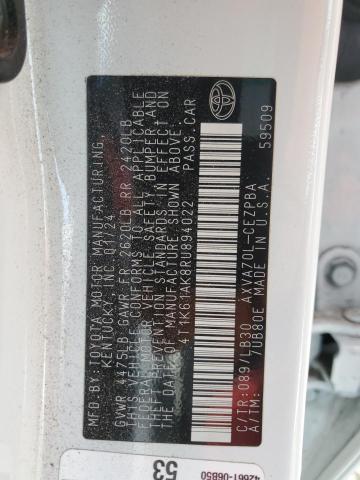 MFD. BY: TOYOTA MOTOR MANUFACTURING,
KENTUCKY, INC. 01/24
GVWR 4475LB GAWR FR 2620LB RR 2420LB
THIS VEHICLE CONFORMS TO ALL APPLICABLE
FEDERAL MOTOR VEHICLE SAFETY, BUMPER, AND
THEFT PREVENTION STANDARDS IN EFFECT ON
THE DATE OF MANUFACTURE SHOWN ABOVE.
4T1K61AK8RU894022 PASS.CAR
C/TR:089/LB30 AXVA70L-CEZPBA
A/TM: 7UB80E MADE IN U.S.A. 59509
42661-06B50
53